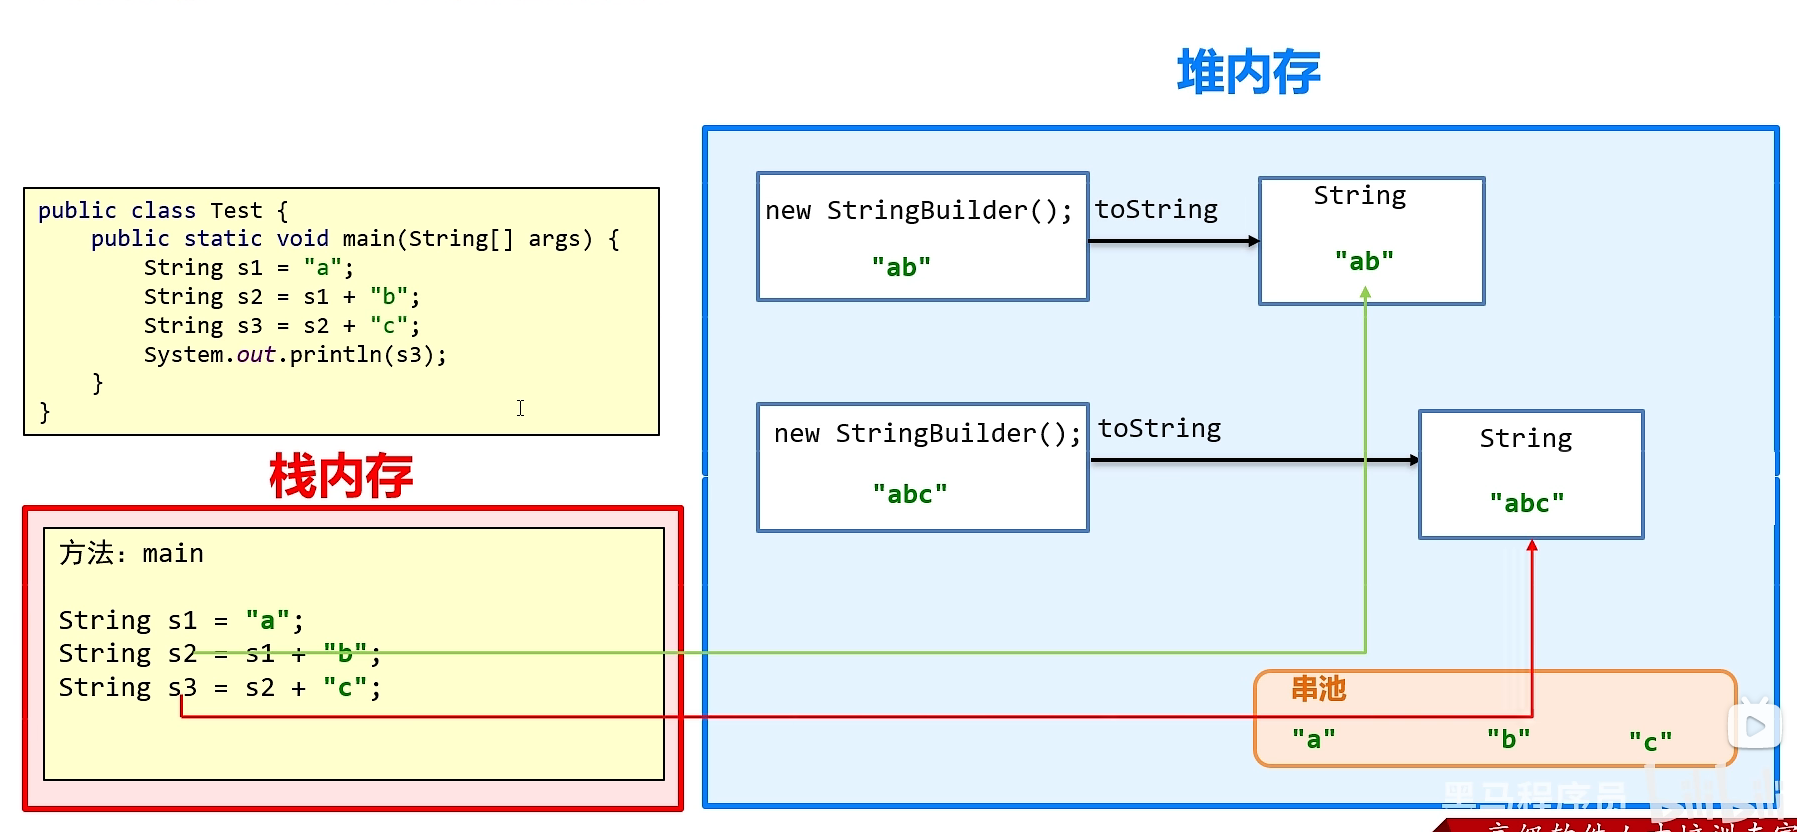 堆内存
public class Test {
public static void main(String[] args) {
String s1 = "a";
String s2 = s1 + "b";
String s3 = s2 + "c";
System.out.println(s3);
}
}
new StringBuilder();
"ab"
toString
String
"ab"
new StringBuilder();
"abc"
toString
String
"abc"
栈内存
方法：main
String s1 = "a";
String s2 = s1 + "b";
String s3 = s2 + "c";
串池
"a"
"b"
"c"
黑马程序员
bilibili